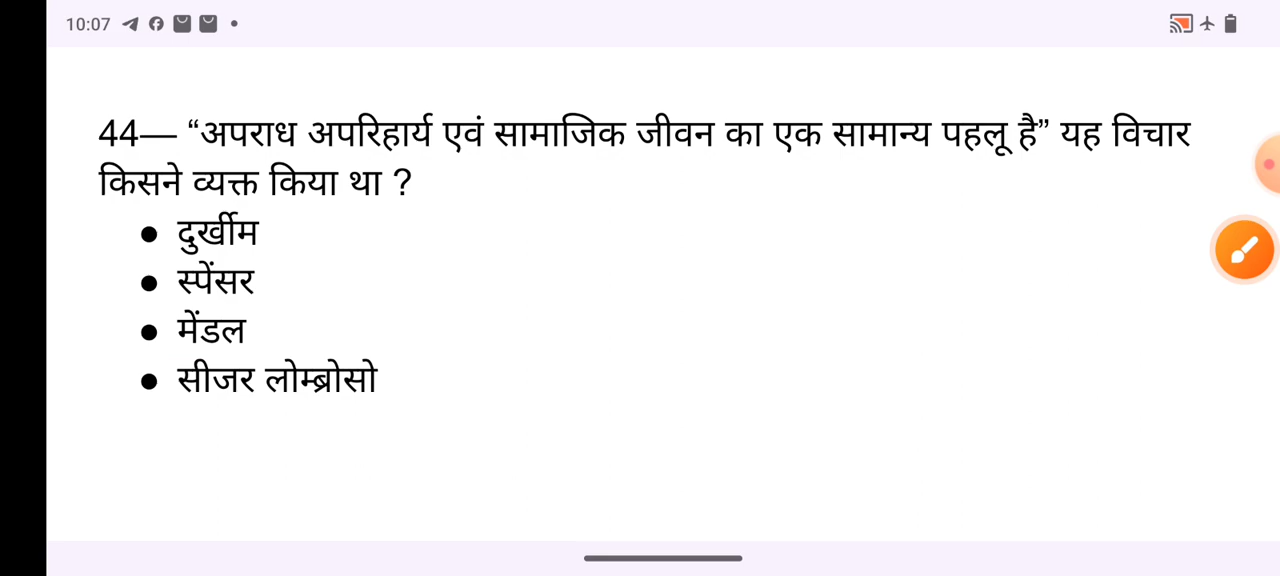 10:07
44— “अपराध अपरिहार्य एवं सामाजिक जीवन का एक सामान्य पहलू है” यह विचार
किसने व्यक्त किया था ?
● दुर्खीम
● स्पेंसर
● मेंडल
● सीजर लोम्ब्रोसो